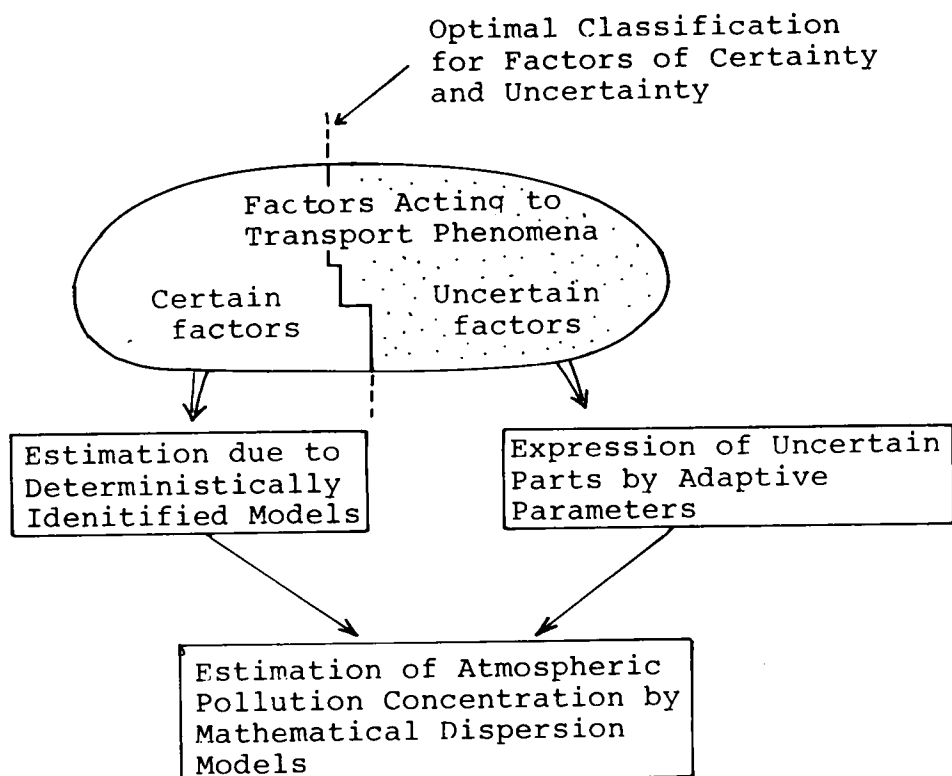 Optimal Classification
for Factors of Certainty
and Uncertainty
Factors Acting to
Transport Phenomena
Certain
factors
Uncertain
factors
Estimation due to
Deterministically
Idenitified Models
Expression of Uncertain
Parts by Adaptive
Parameters
Estimation of Atmospheric
Pollution Concentration by
Mathematical Dispersion
Models